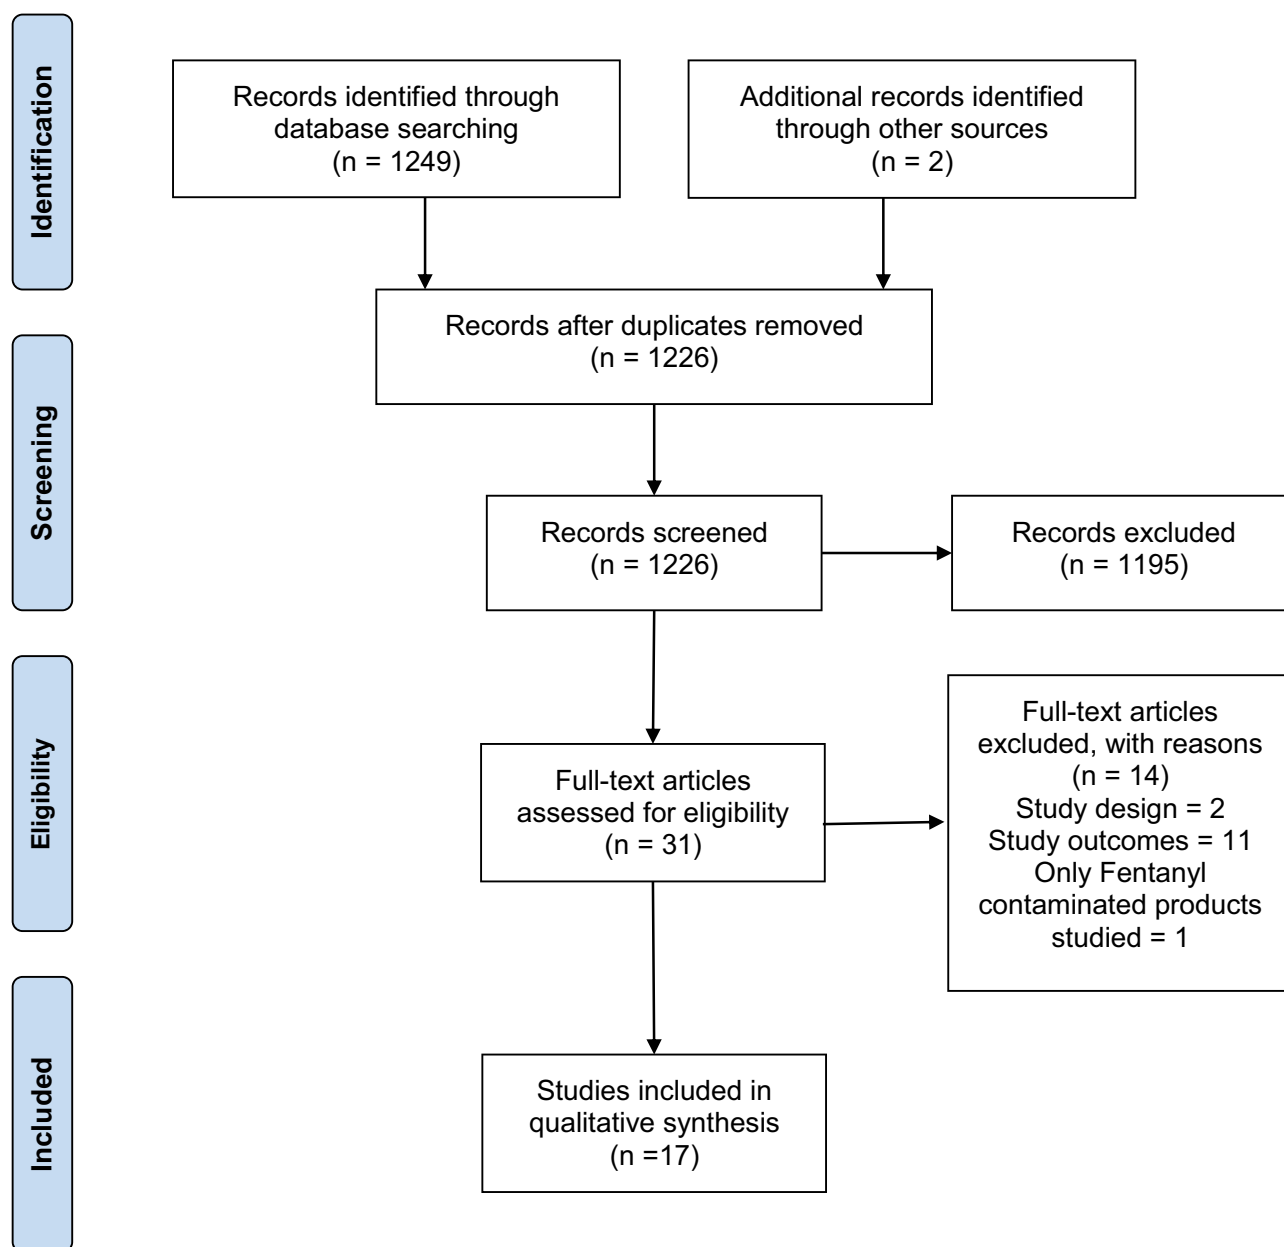 Identification
Records identified through
database searching
(n = 1249)
Additional records identified
through other sources
(n = 2)
Records after duplicates removed
(n = 1226)
Screening
Records screened
(n = 1226)
Records excluded
(n = 1195)
Eligibility
Full-text articles
assessed for eligibility
(n = 31)
Full-text articles
excluded, with reasons
(n = 14)
Study design = 2
Study outcomes = 11
Only Fentanyl
contaminated products
studied = 1
Included
Studies included in
qualitative synthesis
(n =17)